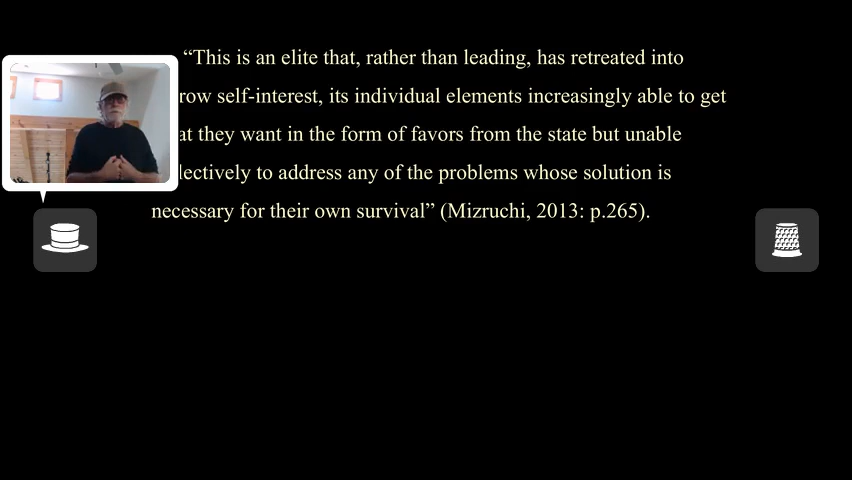 “This is an elite that, rather than leading, has retreated into
row self-interest, its individual elements increasingly able to get
at they want in the form of favors from the state but unable
lectively to address any of the problems whose solution is
necessary for their own survival” (Mizruchi, 2013: p.265).